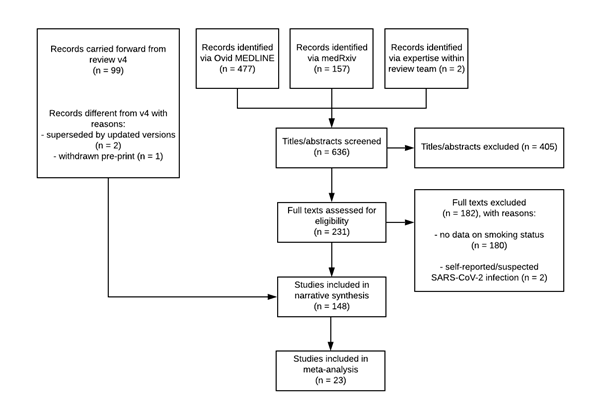 Records carried forward from
review v4
(n = 99)
Records different from v4 with
reasons:
- superseded by updated versions
(n = 2)
- withdrawn pre-print (n = 1)
Records identified
via Ovid MEDLINE
(n = 477)
Records identified
via medRxiv
(n = 157)
Records identified
via expertise within
review team (n = 2)
Titles/abstracts screened
n = 636)
Titles/abstracts excluded (n = 405)
Full texts assessed for
eligibility
(n = 231)
Full texts excluded
(n = 182), with reasons:
- no data on smoking status
(n = 180)
- self-reported/suspected
SARS-CoV-2 infection (n = 2)
Studies included in
narrative synthesis
(n = 148)
Studies included in
meta-analysis
(n = 23)